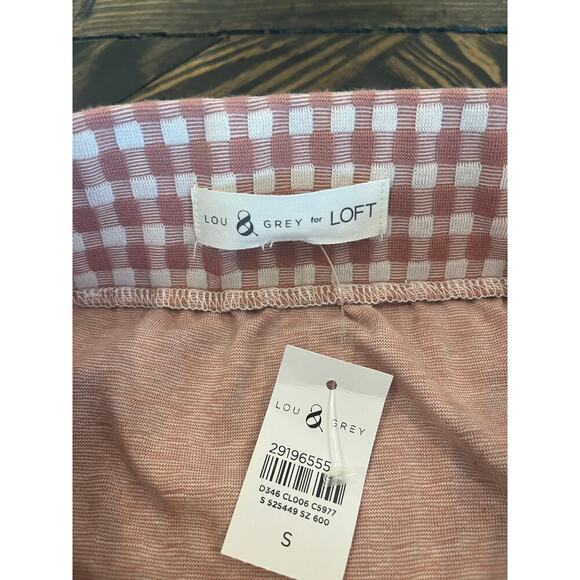 LOU & GREY for LOFT
LOU & GREY
29196555
D346 CL006 C5977
S 525449 SZ 600
S